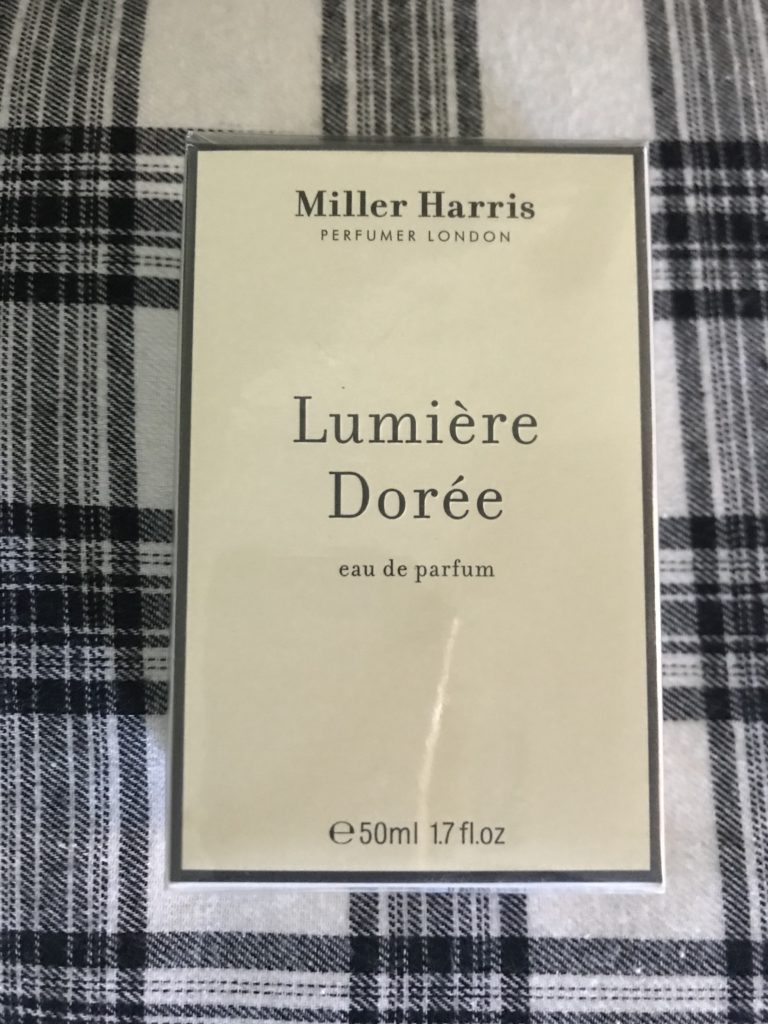 Miller Harris
PERFUMER LONDON
Lumière
Dorée
eau de parfum
℮50ml 1.7 fl.oz